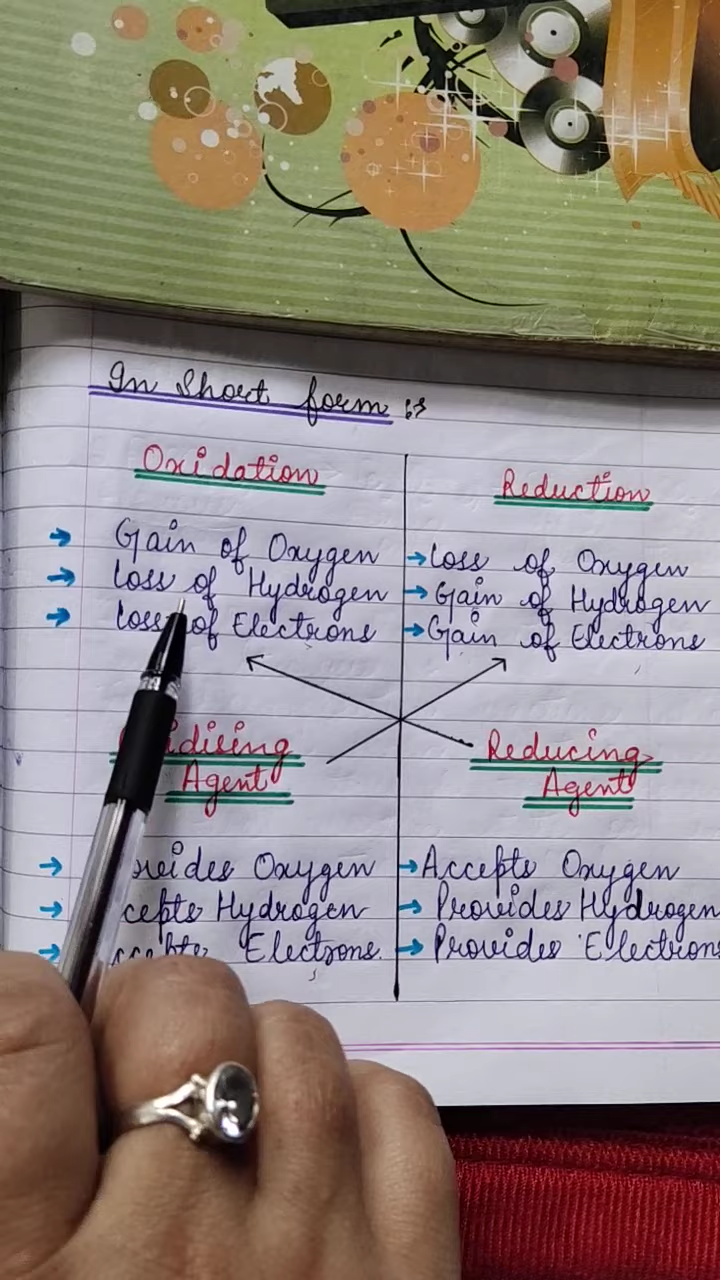 In Short form :
Oxidation
Reduction
→ Gain of Oxygen
→ Loss of Hydrogen
→ Loss of Electrons
→ Loss of Oxygen
→ Gain of Hydrogen
→ Gain of Electrons
Agent
Reducing
Agent
→ Oxygen
→ Hydrogen
→ Electrons
→ Accepts Oxygen
→ Provides Hydrogen
→ Provides Electrons